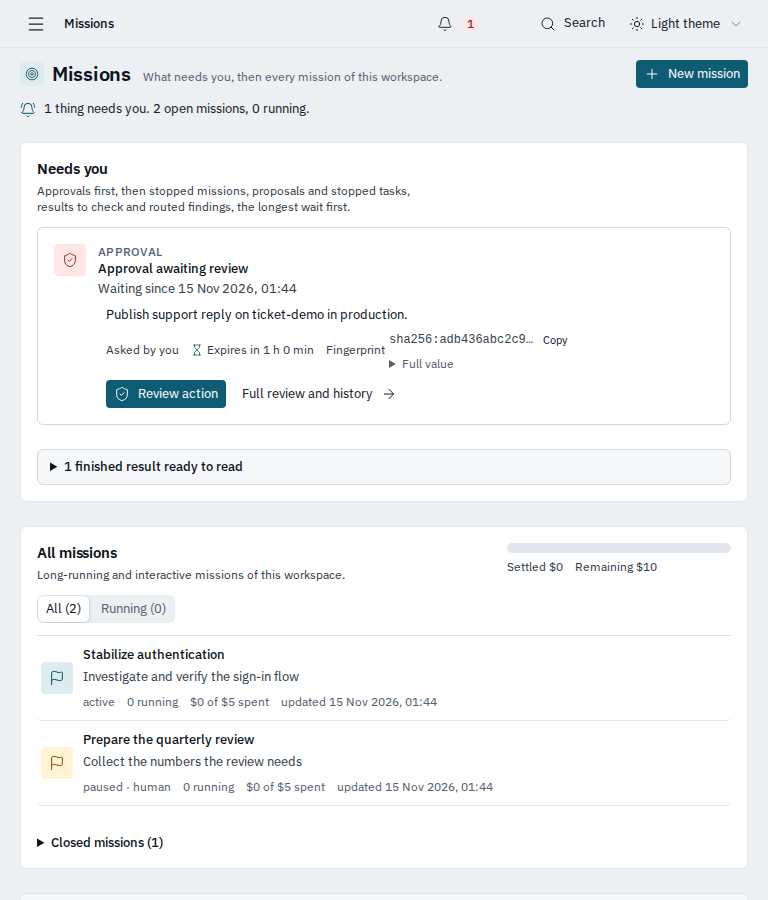 Missions
1
Search
Light theme
Missions
What needs you, then every mission of this workspace.
New mission
1 thing needs you. 2 open missions, 0 running.
Needs you
Approvals first, then stopped missions, proposals and stopped tasks,
results to check and routed findings, the longest wait first.
APPROVAL
Approval awaiting review
Waiting since 15 Nov 2026, 01:44
Publish support reply on ticket-demo in production.
Asked by you
Expires in 1 h 0 min
Fingerprint
sha256:adb436abc2c9…
Copy
Full value
Review action
Full review and history
1 finished result ready to read
All missions
Long-running and interactive missions of this workspace.
Settled $0
Remaining $10
All (2)
Running (0)
Stabilize authentication
Investigate and verify the sign-in flow
active
0 running
$0 of $5 spent
updated 15 Nov 2026, 01:44
Prepare the quarterly review
Collect the numbers the review needs
paused · human
0 running
$0 of $5 spent
updated 15 Nov 2026, 01:44
Closed missions (1)